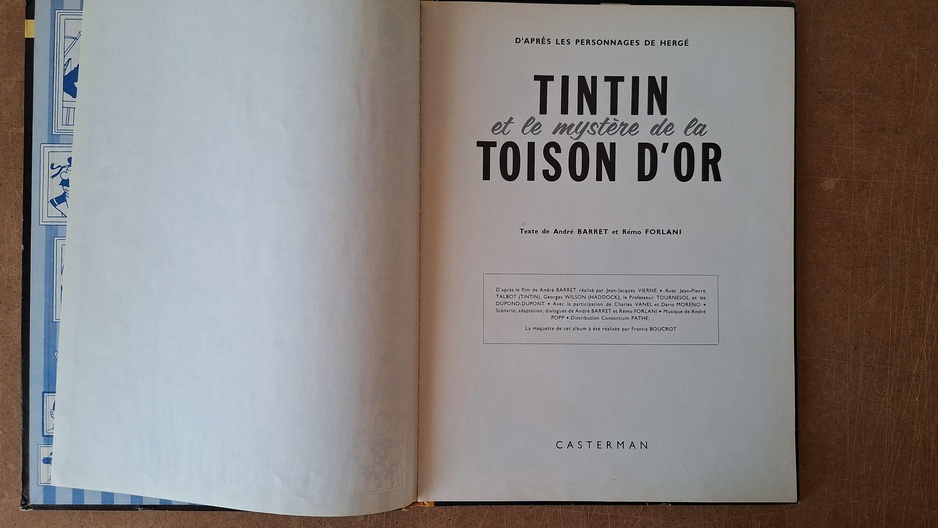 D'APRÈS LES PERSONNAGES DE HERGÉ
TINTIN
et le mystère de la
TOISON D'OR
Texte de André BARRET et Rémo FORLANI
D'après le film de André BARRET réalisé par Jean-Jacques VIERNE • Avec Jean-Pierre
TALBOT (TINTIN), Georges WILSON (HADDOCK), le Professeur TOURNESOL et les
DUPOND-DUPONT • Avec la participation de Charles VANEL et Dario MORENO •
Scénario, adaptation, dialogues de André BARRET et Rémo FORLANI • Musique de André
POPP • Distribution Consortium PATHE.
La maquette de cet album à été réalisée par Francis BOUCROT
CASTERMAN